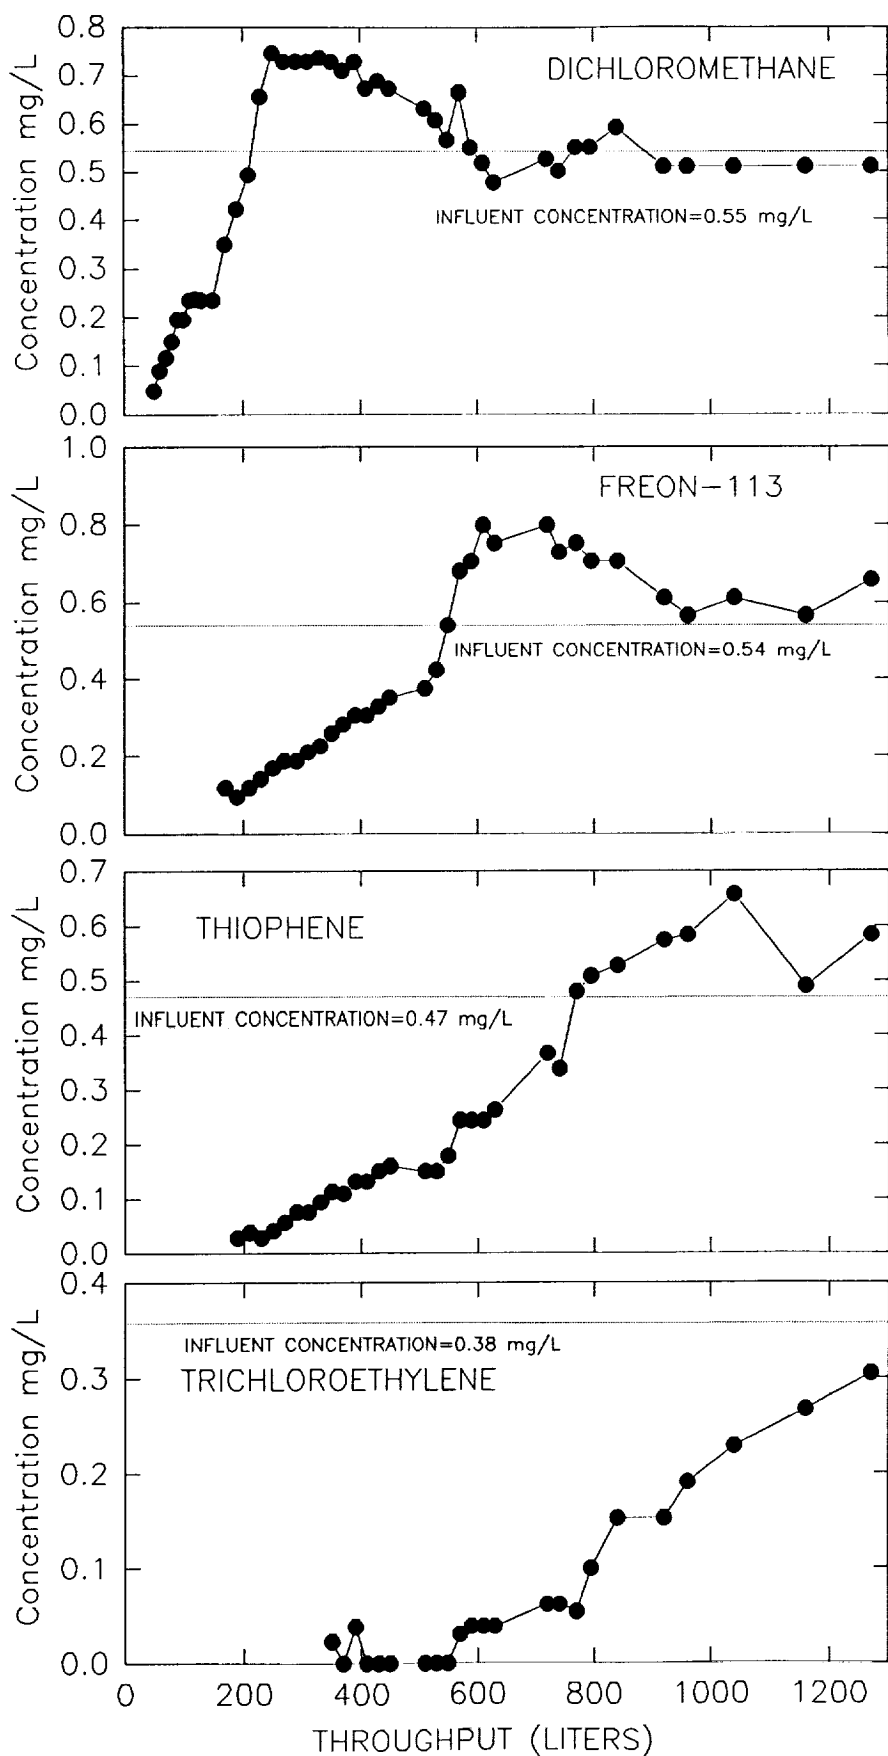 0.8
0.7
0.6
0.5
0.4
0.3
0.2
0.1
0.0
Concentration mg/L
DICHLOROMETHANE
INFLUENT CONCENTRATION=0.55 mg/L
1.0
0.8
0.6
0.4
0.2
0.0
Concentration mg/L
FREON-113
INFLUENT CONCENTRATION=0.54 mg/L
0.7
0.6
0.5
0.4
0.3
0.2
0.1
0.0
Concentration mg/L
THIOPHENE
INFLUENT CONCENTRATION=0.47 mg/L
0.4
0.3
0.2
0.1
0.0
Concentration mg/L
INFLUENT CONCENTRATION=0.38 mg/L
TRICHLOROETHYLENE
0 200 400 600 800 1000 1200
THROUGHPUT (LITERS)